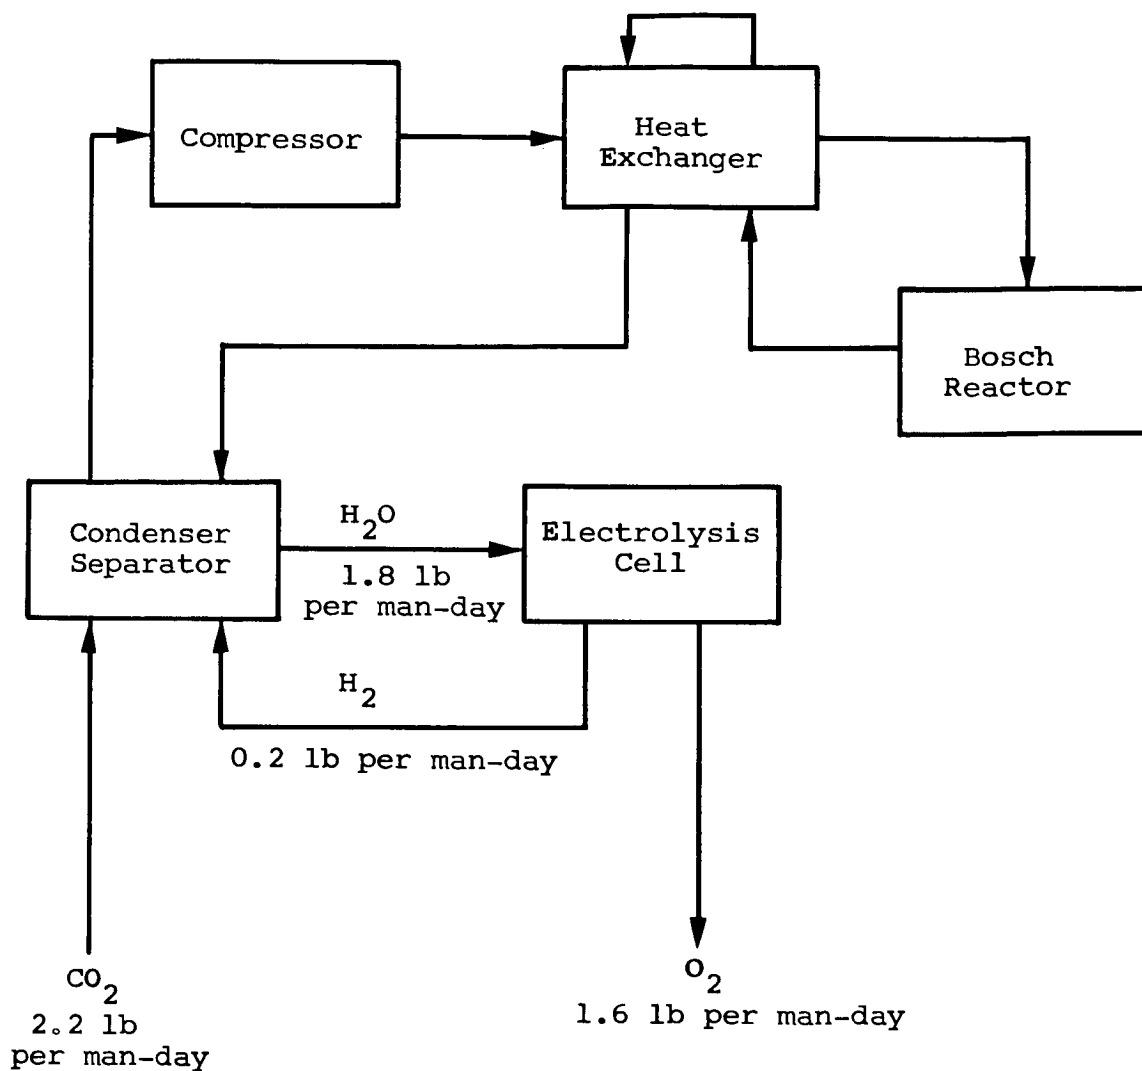 Compressor
Heat
Exchanger
Bosch
Reactor
Condenser
Separator
H₂O
1.8 lb
per man-day
Electrolysis
Cell
H₂
0.2 lb per man-day
CO₂
2.2 lb
per man-day
O₂
1.6 lb per man-day